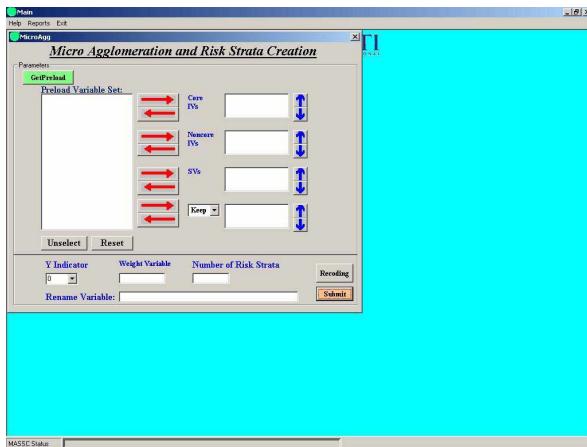 Main
Help Reports Exit
MicroAgg
Micro Agglomeration and Risk Strata Creation
Parameters
GetPreload
Preload Variable Set:
Core
IVs
Noncore
IVs
SVs
Keep
Unselect Reset
Y Indicator Weight Variable Number of Risk Strata
0
Recoding
Rename Variable: Submit
MASSC Status